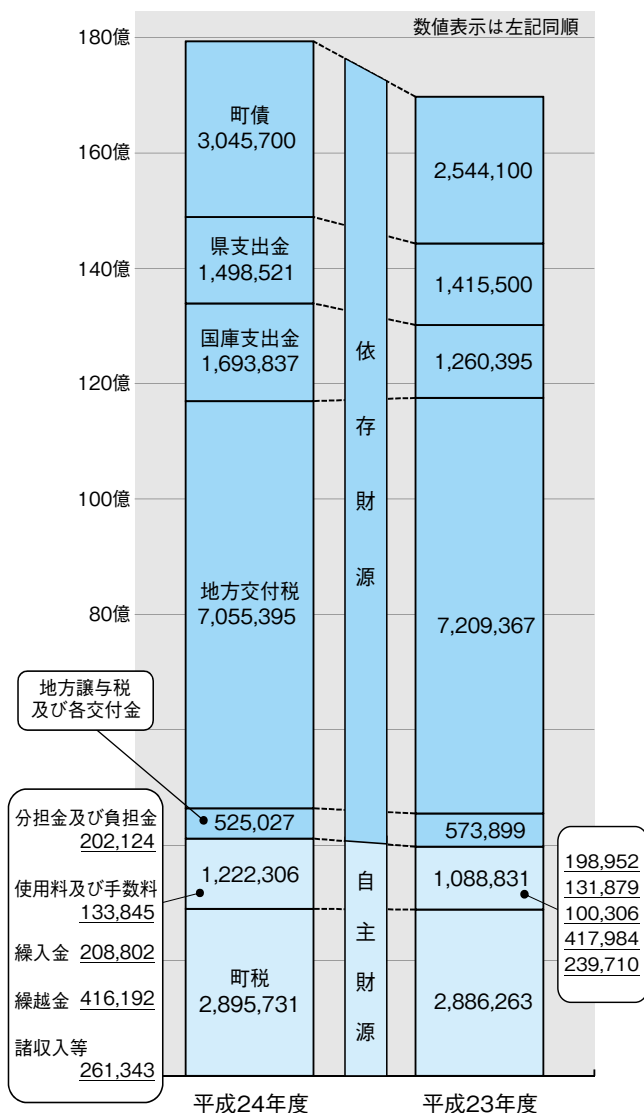 数値表示は左記同順
180億
160億
140億
120億
100億
80億
町債
3,045,700
県支出金
1,498,521
国庫支出金
1,693,837
地方交付税
7,055,395
525,027
1,222,306
町税
2,895,731
平成24年度
依存財源
自主財源
2,544,100
1,415,500
1,260,395
7,209,367
573,899
1,088,831
2,886,263
平成23年度
地方譲与税
及び各交付金
分担金及び負担金
202,124
使用料及び手数料
133,845
繰入金 208,802
繰越金 416,192
諸収入等
261,343
198,952
131,879
100,306
417,984
239,710